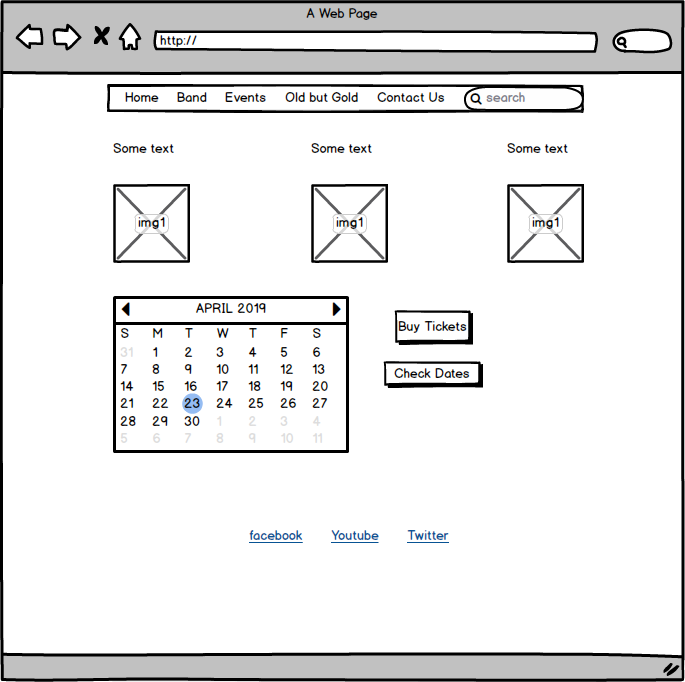 A Web Page
http://
Home Band Events Old but Gold Contact Us search
Some text Some text Some text
img1 img1 img1
APRIL 2019
S M T W T F S
31 1 2 3 4 5 6
7 8 9 10 11 12 13
14 15 16 17 18 19 20
21 22 23 24 25 26 27
28 29 30 1 2 3 4
5 6 7 8 9 10 11
Buy Tickets
Check Dates
facebook Youtube Twitter